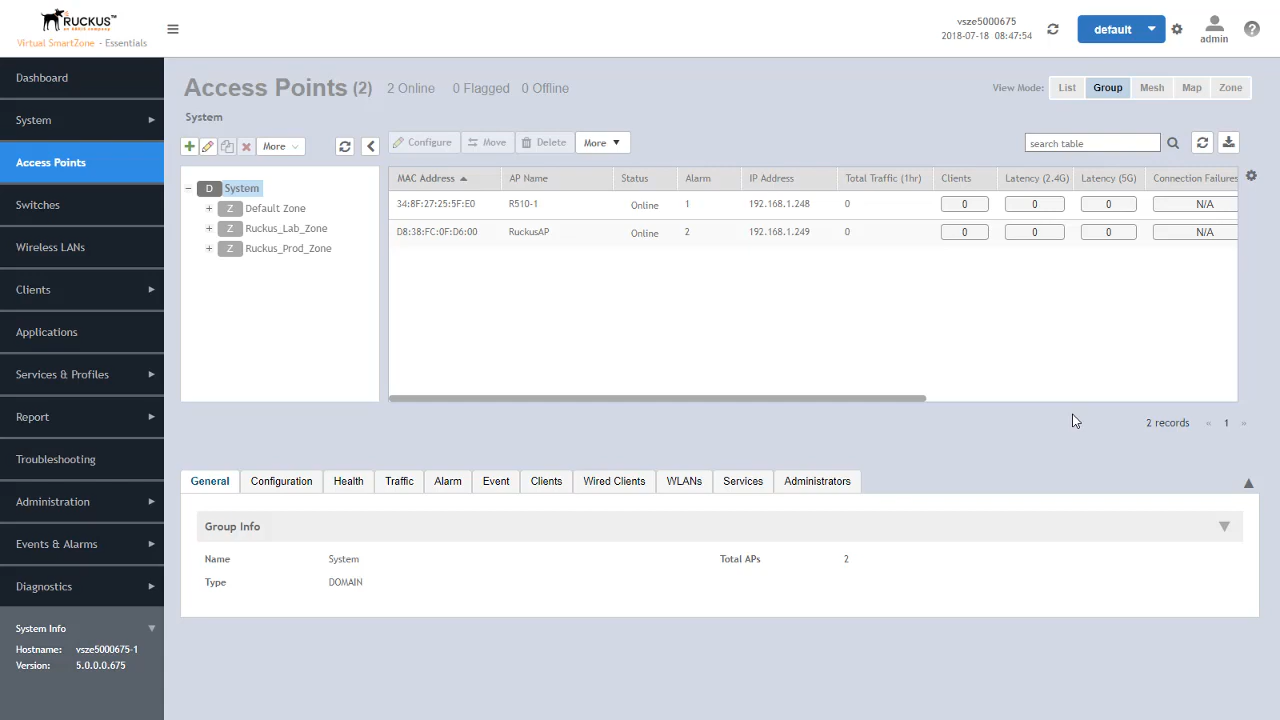 RUCKUS™
Virtual SmartZone - Essentials
vsze5000675
2018-07-18 08:47:54
default
admin
Dashboard
System
Access Points
Switches
Wireless LANs
Clients
Applications
Services & Profiles
Report
Troubleshooting
Administration
Events & Alarms
Diagnostics
System Info
Hostname: vsze5000675-1
Version: 5.0.0.0.675
Access Points (2) 2 Online 0 Flagged 0 Offline
View Mode: List Group Mesh Map Zone
System
More
D System
Z Default Zone
Z Ruckus_Lab_Zone
Z Ruckus_Prod_Zone
Configure Move Delete More
search table
MAC Address AP Name Status Alarm IP Address Total Traffic (1hr) Clients Latency (2.4G) Latency (5G) Connection Failures
34:8F:27:25:5F:E0 R510-1 Online 1 192.168.1.248 0 0 0 0 N/A
D8:38:FC:0F:D6:00 RuckusAP Online 2 192.168.1.249 0 0 0 0 N/A
2 records « 1 »
General Configuration Health Traffic Alarm Event Clients Wired Clients WLANs Services Administrators
Group Info
Name System Total APs 2
Type DOMAIN